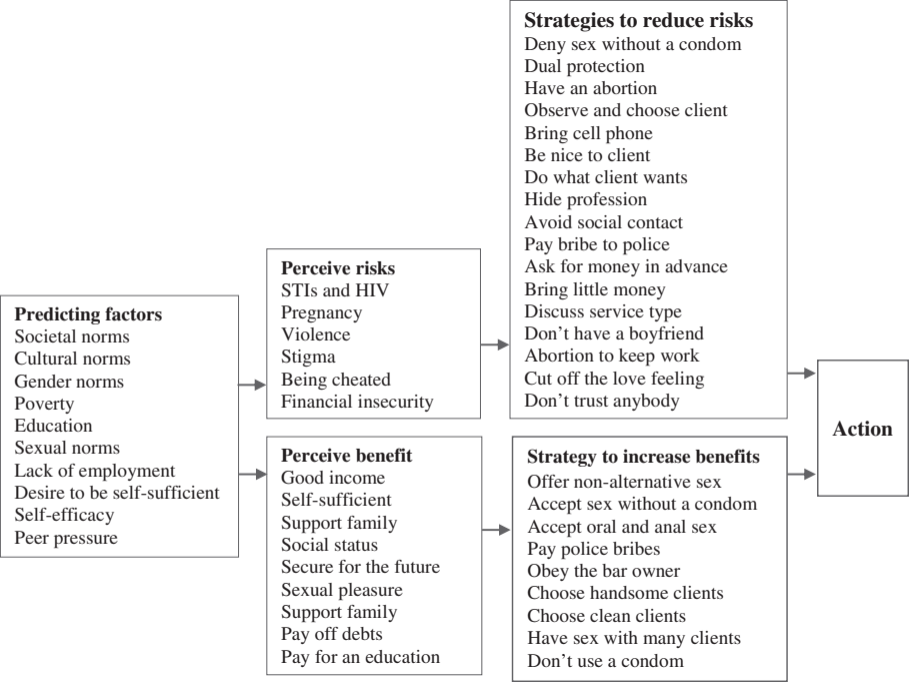 Predicting factors
Societal norms
Cultural norms
Gender norms
Poverty
Education
Sexual norms
Lack of employment
Desire to be self-sufficient
Self-efficacy
Peer pressure
Perceive risks
STIs and HIV
Pregnancy
Violence
Stigma
Being cheated
Financial insecurity
Perceive benefit
Good income
Self-sufficient
Support family
Social status
Secure for the future
Sexual pleasure
Support family
Pay off debts
Pay for an education
Strategies to reduce risks
Deny sex without a condom
Dual protection
Have an abortion
Observe and choose client
Bring cell phone
Be nice to client
Do what client wants
Hide profession
Avoid social contact
Pay bribe to police
Ask for money in advance
Bring little money
Discuss service type
Don't have a boyfriend
Abortion to keep work
Cut off the love feeling
Don't trust anybody
Strategy to increase benefits
Offer non-alternative sex
Accept sex without a condom
Accept oral and anal sex
Pay police bribes
Obey the bar owner
Choose handsome clients
Choose clean clients
Have sex with many clients
Don't use a condom
Action